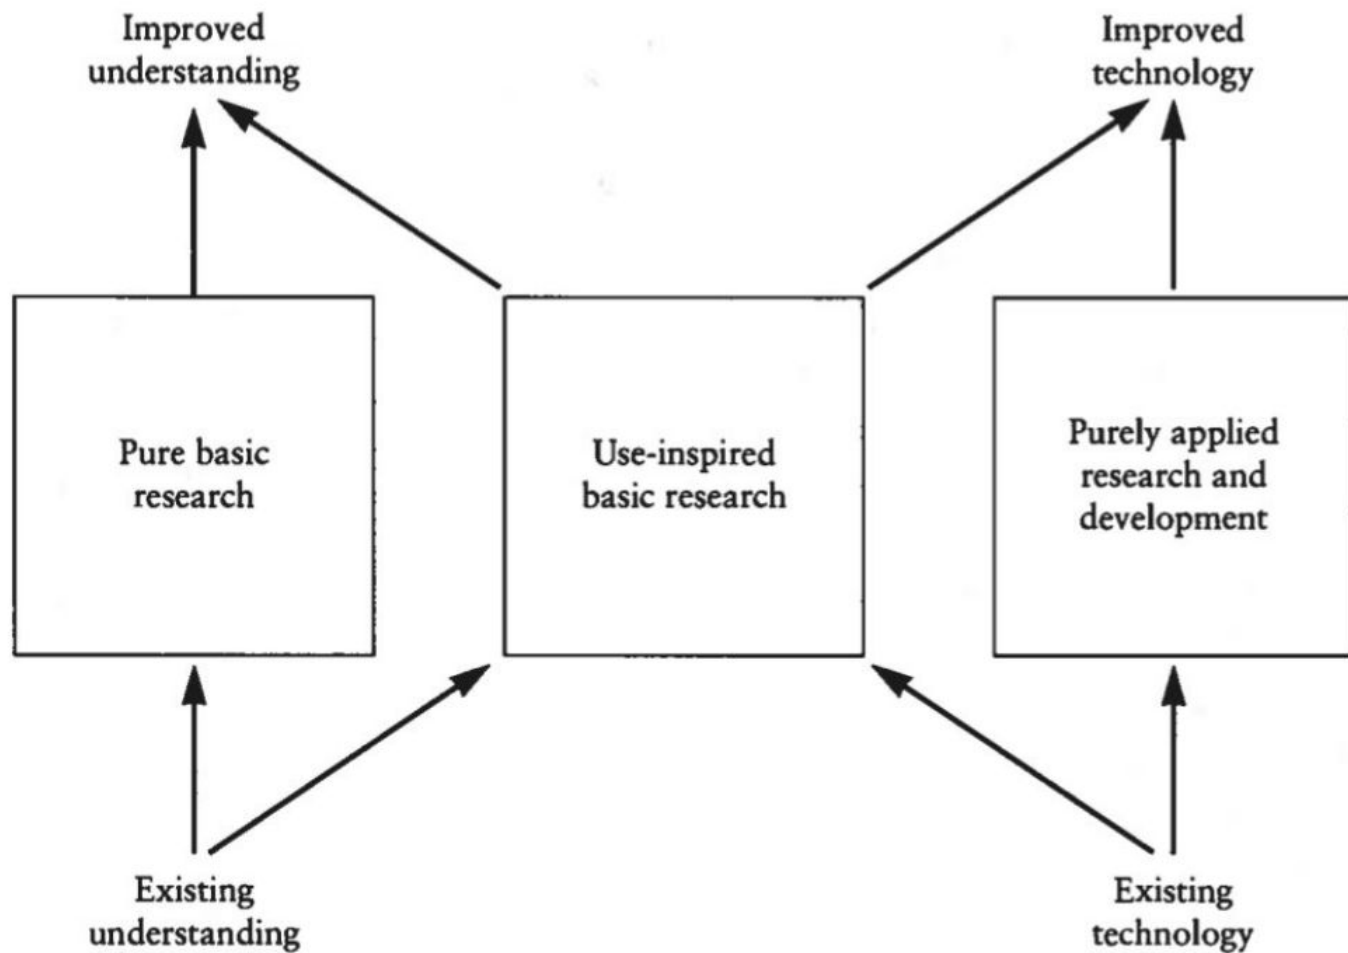 Improved
understanding
Improved
technology
Pure basic
research
Use-inspired
basic research
Purely applied
research and
development
Existing
understanding
Existing
technology